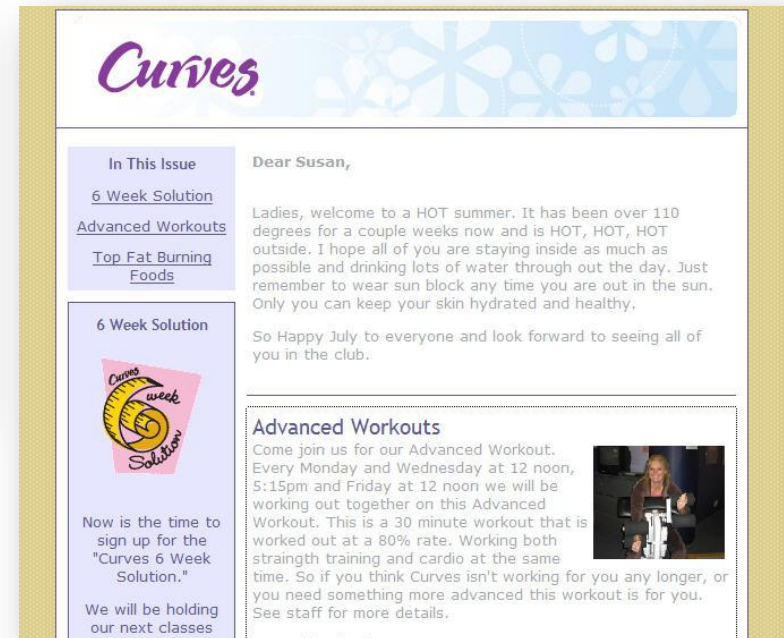 Curves
In This Issue
6 Week Solution
Advanced Workouts
Top Fat Burning
Foods
6 Week Solution
Curves
week
Solution
Now is the time to
sign up for the
"Curves 6 Week
Solution."
We will be holding
our next classes
Dear Susan,
Ladies, welcome to a HOT summer. It has been over 110
degrees for a couple weeks now and is HOT, HOT, HOT
outside. I hope all of you are staying inside as much as
possible and drinking lots of water through out the day. Just
remember to wear sun block any time you are out in the sun.
Only you can keep your skin hydrated and healthy.
So Happy July to everyone and look forward to seeing all of
you in the club.
Advanced Workouts
Come join us for our Advanced Workout.
Every Monday and Wednesday at 12 noon,
5:15pm and Friday at 12 noon we will be
working out together on this Advanced
Workout. This is a 30 minute workout that is
worked out at a 80% rate. Working both
straingth training and cardio at the same
time. So if you think Curves isn't working for you any longer, or
you need something more advanced this workout is for you.
See staff for more details.